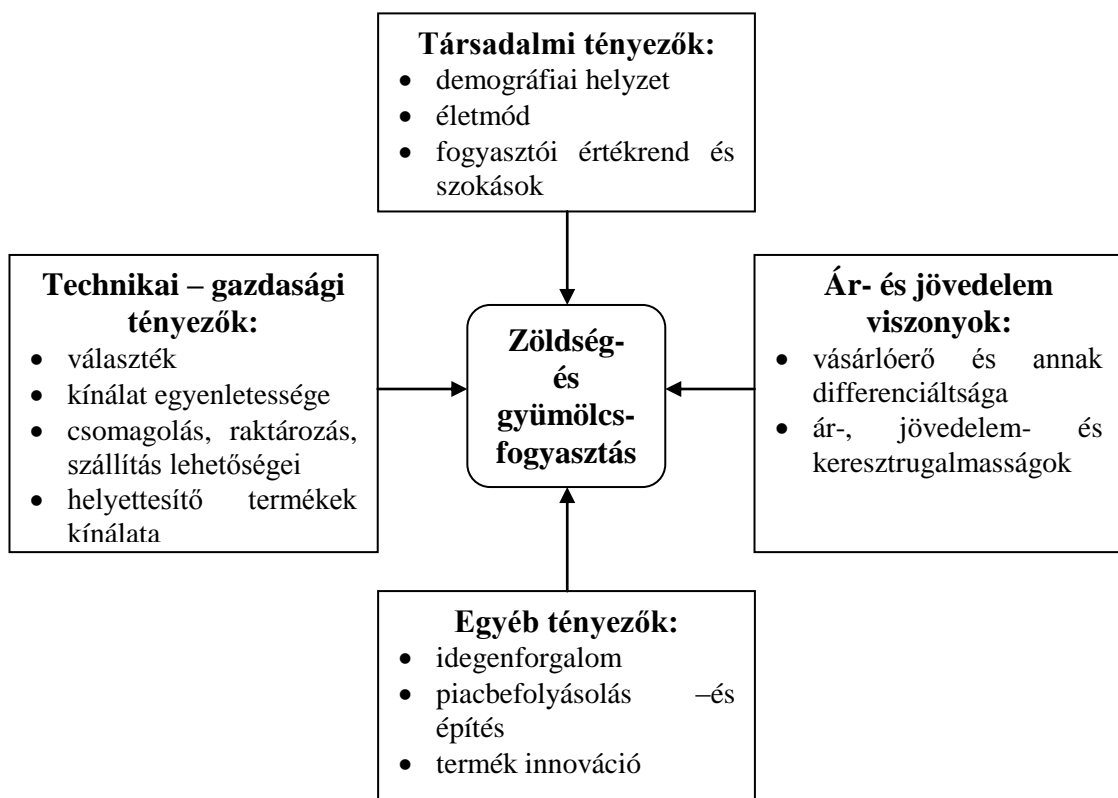 Társadalmi tényezők:
• demográfiai helyzet
• életmód
• fogyasztói értékrend és
szokások
Technikai – gazdasági
tényezők:
• választék
• kínálat egyenletessége
• csomagolás, raktározás,
szállítás lehetőségei
• helyettesítő termékek
kínálata
Zöldség-
és
gyümölcs-
fogyasztás
Ár- és jövedelem
viszonyok:
• vásárlóerő és annak
differenciáltsága
• ár-, jövedelem- és
keresztrugalmasságok
Egyéb tényezők:
• idegenforgalom
• piacbefolyásolás –és
építés
• termék innováció